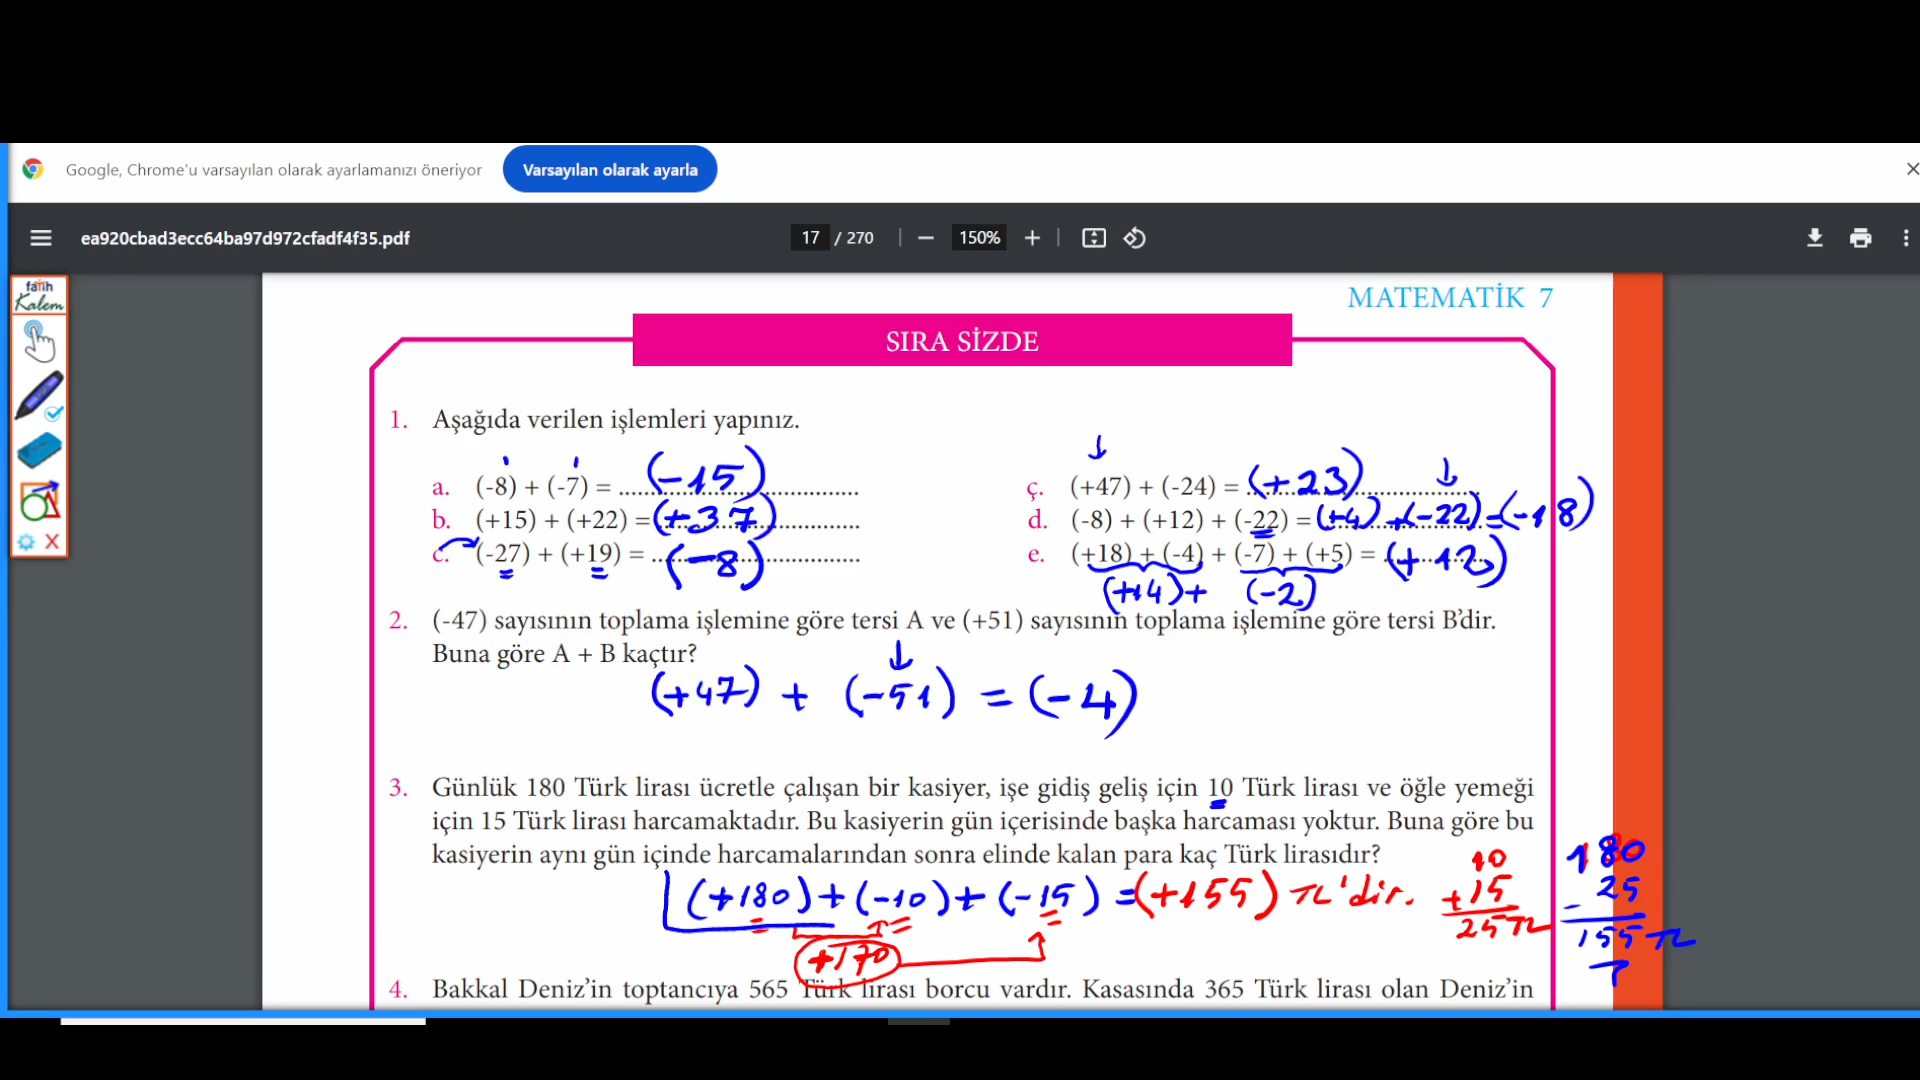 Google, Chrome'u varsayılan olarak ayarlamanızı öneriyor Varsayılan olarak ayarla
ea920cbad3ecc64ba97d972cfadf4f35.pdf 17 / 270 150%
fatih
Kalem
MATEMATİK 7
SIRA SİZDE
1. Aşağıda verilen işlemleri yapınız.
a. (-8) + (-7) = (-15)
b. (+15) + (+22) = (+37)
c. (-27) + (+19) = (-8)
ç. (+47) + (-24) = (+23)
d. (-8) + (+12) + (-22) = (+4) + (-22) = (-18)
e. (+18) + (-4) + (-7) + (+5) = (+12)
(+14) + (-2)
2. (-47) sayısının toplama işlemine göre tersi A ve (+51) sayısının toplama işlemine göre tersi B'dir.
Buna göre A + B kaçtır?
(+47) + (-51) = (-4)
3. Günlük 180 Türk lirası ücretle çalışan bir kasiyer, işe gidiş geliş için 10 Türk lirası ve öğle yemeği
için 15 Türk lirası harcamaktadır. Bu kasiyerin gün içerisinde başka harcaması yoktur. Buna göre bu
kasiyerin aynı gün içinde harcamalarından sonra elinde kalan para kaç Türk lirasıdır?
(+180) + (-10) + (-15) = (+155) TL'dir.
+170
10
+15
25 TL
180
- 25
155 TL
4. Bakkal Deniz'in toptancıya 565 Türk lirası borcu vardır. Kasasında 365 Türk lirası olan Deniz'in